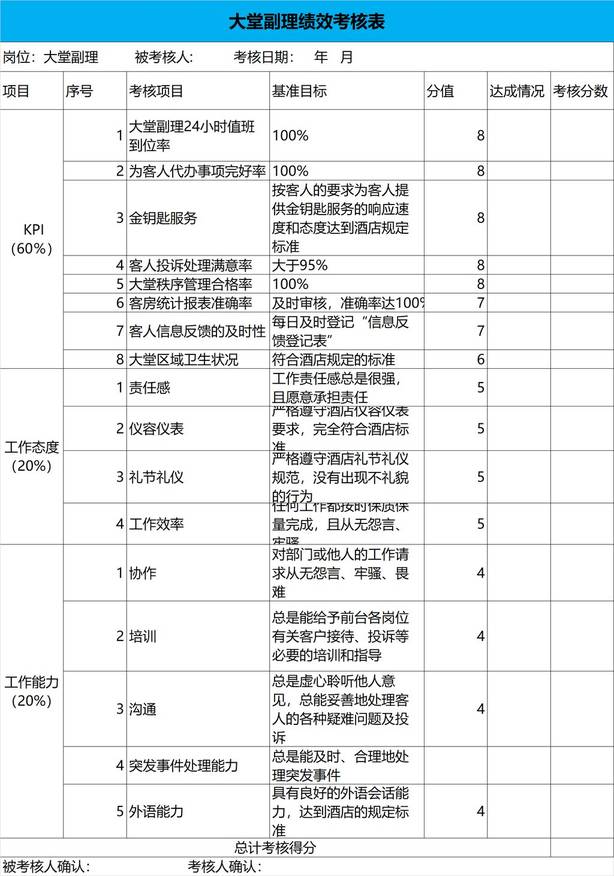 大堂副理绩效考核表
岗位：大堂副理 被考核人: 考核日期： 年 月
项目 序号 考核项目 基准目标 分值 达成情况 考核分数
KPI
（60%）
1 大堂副理24小时值班
到位率 100% 8
2 为客人代办事项完好率 100% 8
3 金钥匙服务 按客人的要求为客人提
供金钥匙服务的响应速
度和态度达到酒店规定
标准 8
4 客人投诉处理满意率 大于95% 8
5 大堂秩序管理合格率 100% 8
6 客房统计报表准确率 及时审核，准确率达100% 7
7 客人信息反馈的及时性 每日及时登记“信息反
馈登记表” 7
8 大堂区域卫生状况 符合酒店规定的标准 6
工作态度
（20%）
1 责任感 工作责任感总是很强，
且愿意承担责任 5
2 仪容仪表 严格遵守酒店仪容仪表
要求，完全符合酒店标
准 5
3 礼节礼仪 严格遵守酒店礼节礼仪
规范，没有出现不礼貌
的行为 5
4 工作效率 任何工作都按时保质保
量完成，且从无怨言、
牢骚 5
工作能力
（20%）
1 协作 对部门或他人的工作请
求从无怨言、牢骚、畏
难 4
2 培训 总是能给予前台各岗位
有关客户接待、投诉等
必要的培训和指导 4
3 沟通 总是虚心聆听他人意
见，总能妥善地处理客
人的各种疑难问题及投
诉 4
4 突发事件处理能力 总是能及时、合理地处
理突发事件
5 外语能力 具有良好的外语会话能
力，达到酒店的规定标
准 4
总计考核得分
被考核人确认： 考核人确认：